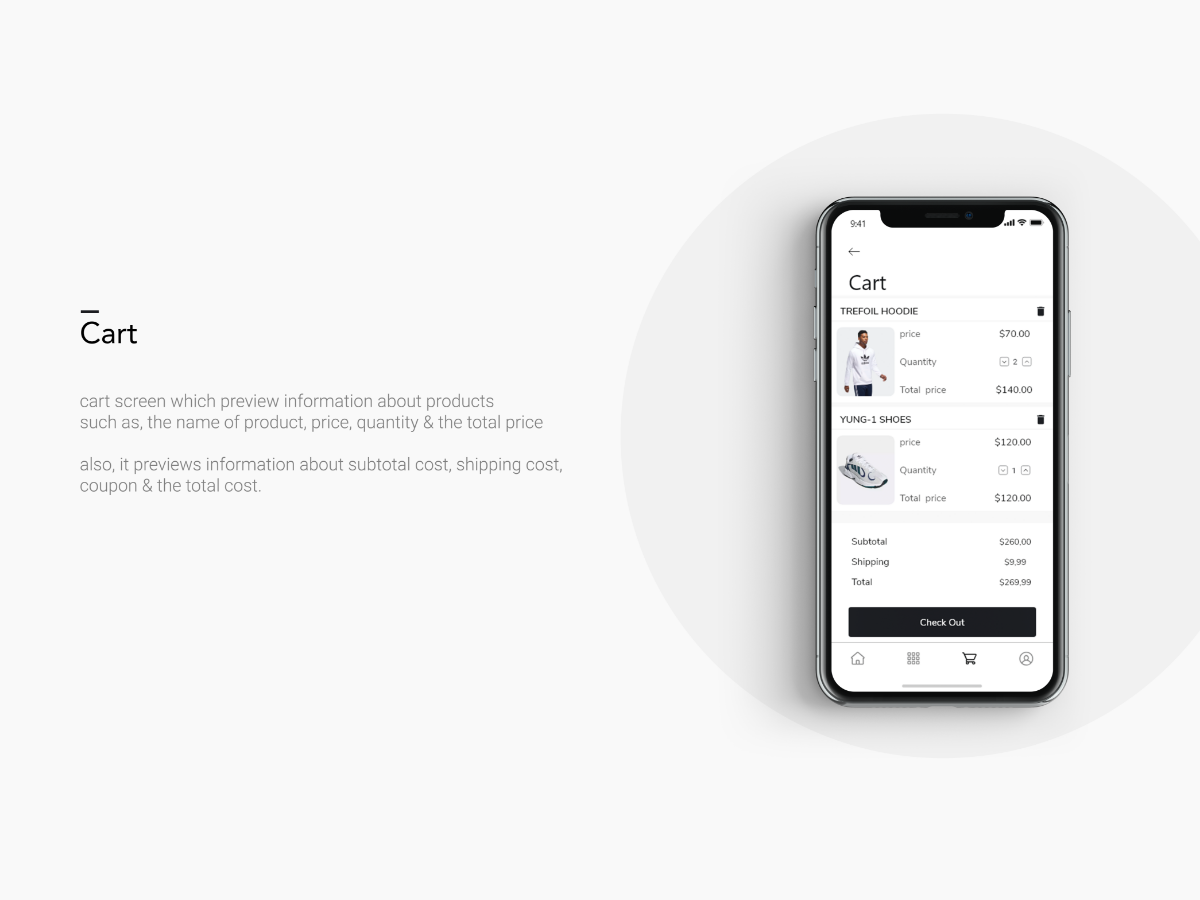 Cart
cart screen which preview information about products
such as, the name of product, price, quantity & the total price
also, it previews information about subtotal cost, shipping cost,
coupon & the total cost.
9:41
Cart
TREFOIL HOODIE
price $70.00
Quantity 2
Total price $140.00
YUNG-1 SHOES
price $120.00
Quantity 1
Total price $120.00
Subtotal $260,00
Shipping $9,99
Total $269,99
Check Out